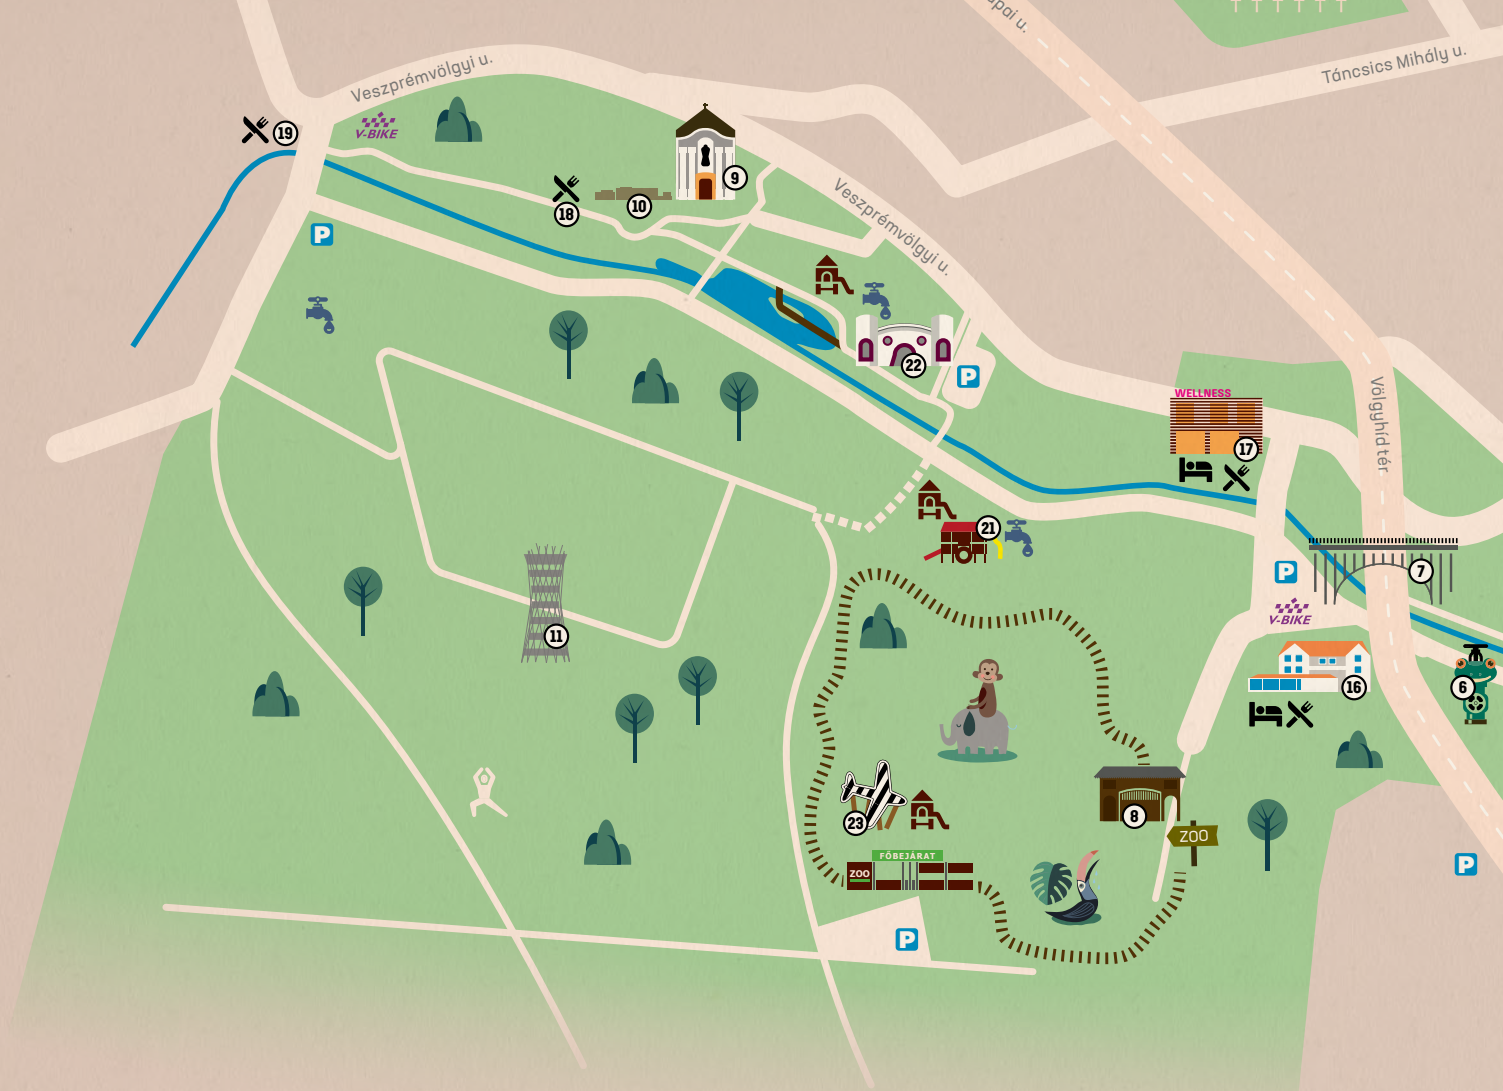 pai u.
Táncsics Mihály u.
Veszprémvölgyi u.
19
V-BIKE
9
18
10
Veszprémvölgyi u.
P
22
P
Völgyhíd tér
WELLNESS
17
21
P
7
V-BIKE
11
16
6
8
23
ZOO
FŐBEJÁRAT
ZOO
P
P